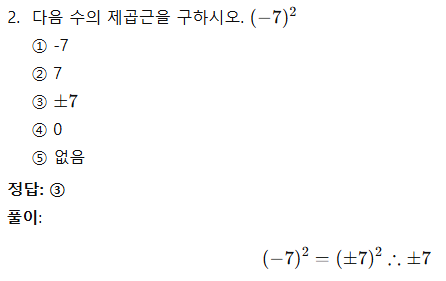 2. 다음 수의 제곱근을 구하시오. (−7)²
① -7
② 7
③ ±7
④ 0
⑤ 없음
정답: ③
풀이:
(−7)² = (±7)² ∴ ±7